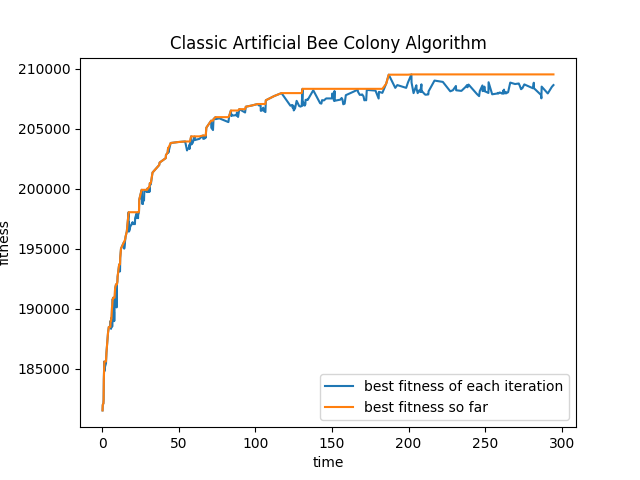 Classic Artificial Bee Colony Algorithm
210000
205000
200000
195000
190000
185000
fitness
0 50 100 150 200 250 300
time
best fitness of each iteration
best fitness so far